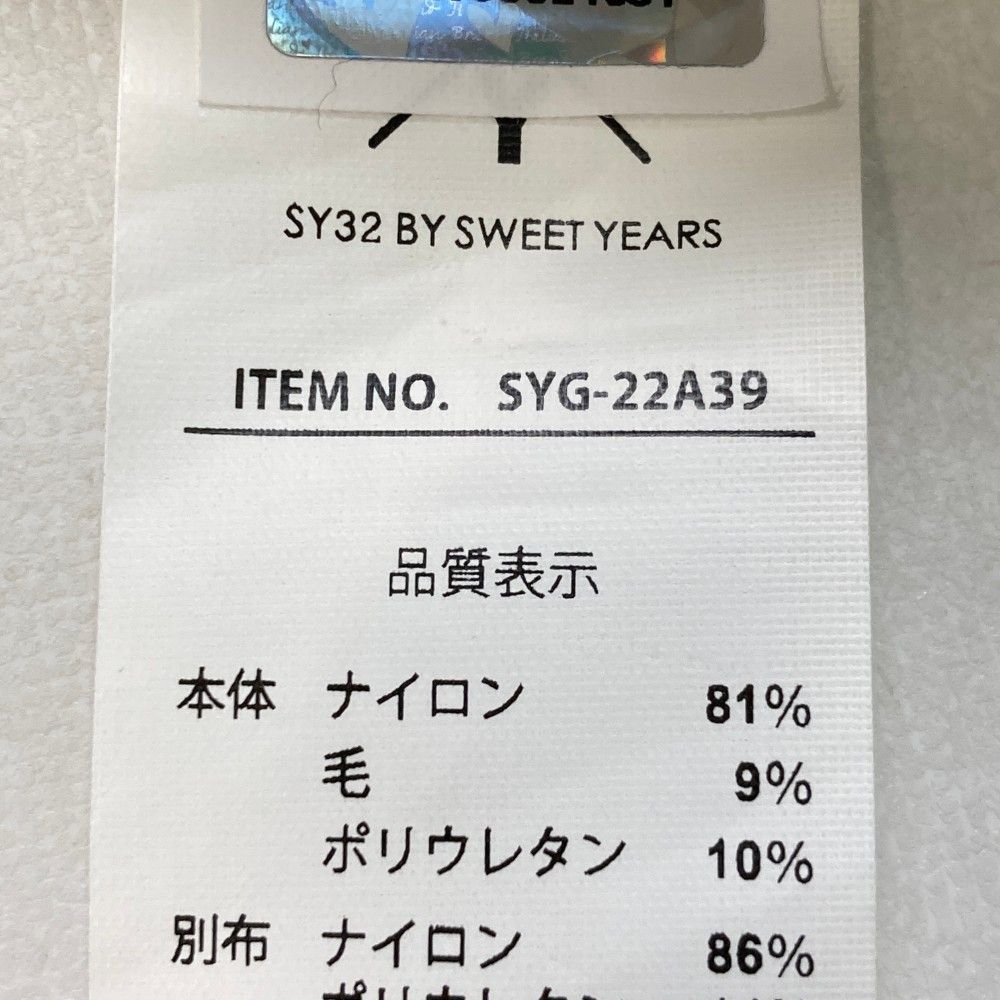 SY32 BY SWEET YEARS
ITEM NO. SYG-22A39
品質表示
本体 ナイロン 81%
毛 9%
ポリウレタン 10%
別布 ナイロン 86%